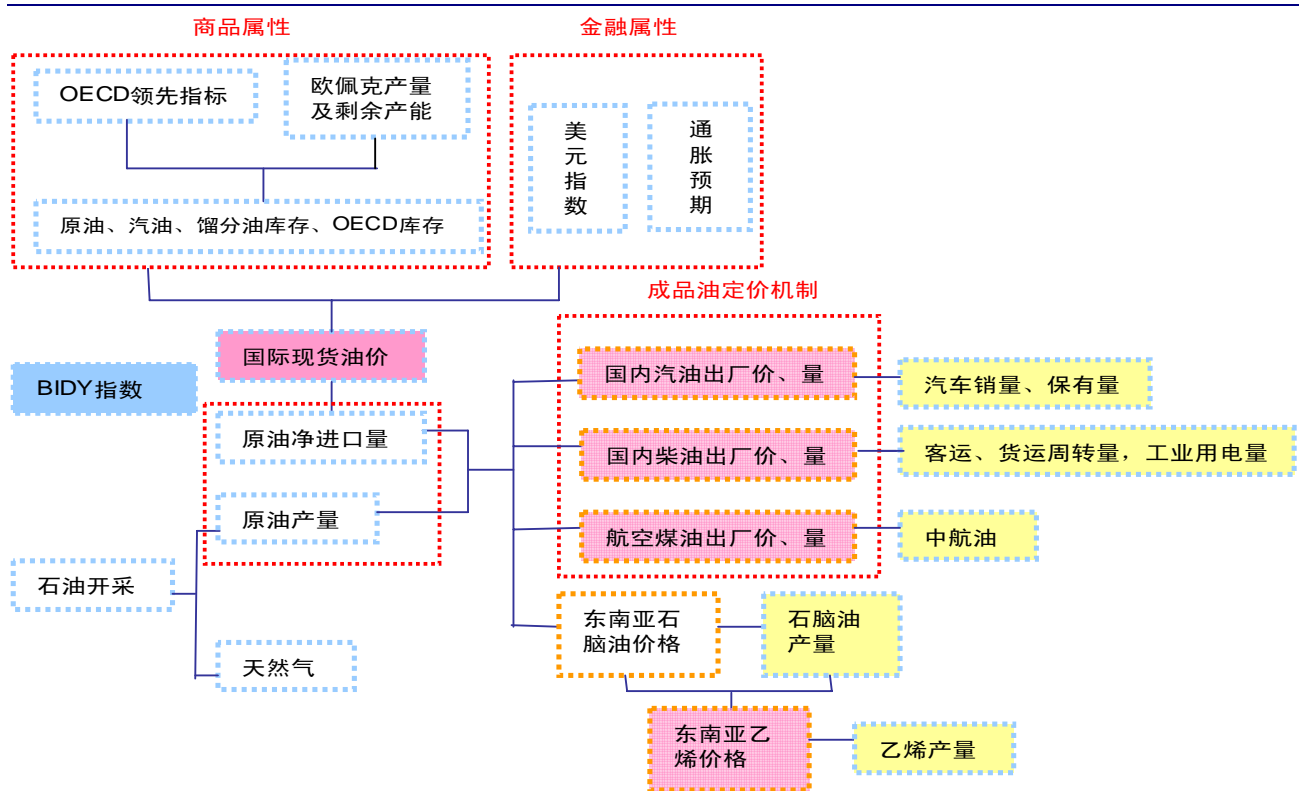 商品属性
金融属性
OECD领先指标
欧佩克产量
及剩余产能
原油、汽油、馏分油库存、OECD库存
美
元
指
数
通
胀
预
期
成品油定价机制
国际现货油价
BIDY指数
原油净进口量
原油产量
石油开采
天然气
国内汽油出厂价、量
汽车销量、保有量
国内柴油出厂价、量
客运、货运周转量，工业用电量
航空煤油出厂价、量
中航油
东南亚石
脑油价格
石脑油
产量
东南亚乙
烯价格
乙烯产量